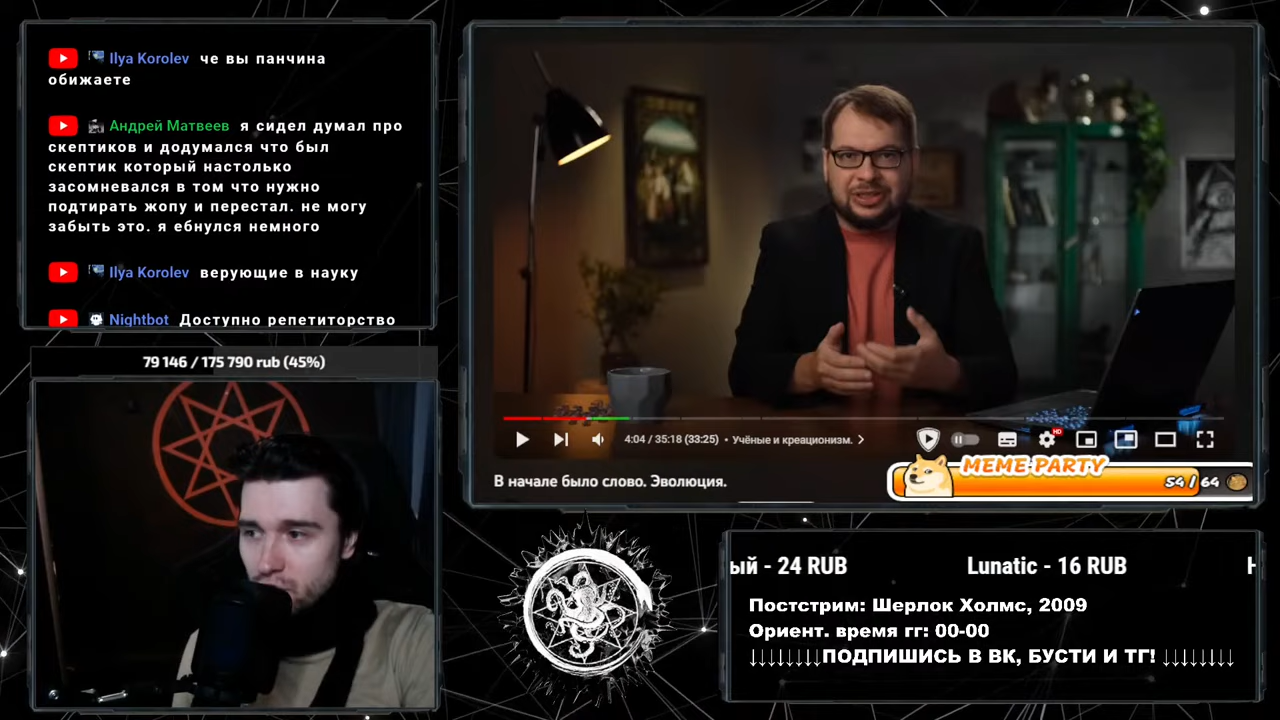 Ilya Korolev че вы панчина
обижаете
Андрей Матвеев я сидел думал про
скептиков и додумался что был
скептик который настолько
засомневался в том что нужно
подтирать жопу и перестал. не могу
забыть это. я ебнулся немного
Ilya Korolev верующие в науку
Nightbot Доступно репетиторство
79 146 / 175 790 rub (45%)
4:04 / 35:18 (33:25) • Учёные и креационизм.
HD
В начале было слово. Эволюция.
MEME PARTY
54 / 64
ый - 24 RUB Lunatic - 16 RUB
Постстрим: Шерлок Холмс, 2009
Ориент. время гг: 00-00
↓↓↓↓↓↓↓↓ПОДПИШИСЬ В ВК, БУСТИ И ТГ! ↓↓↓↓↓↓↓↓